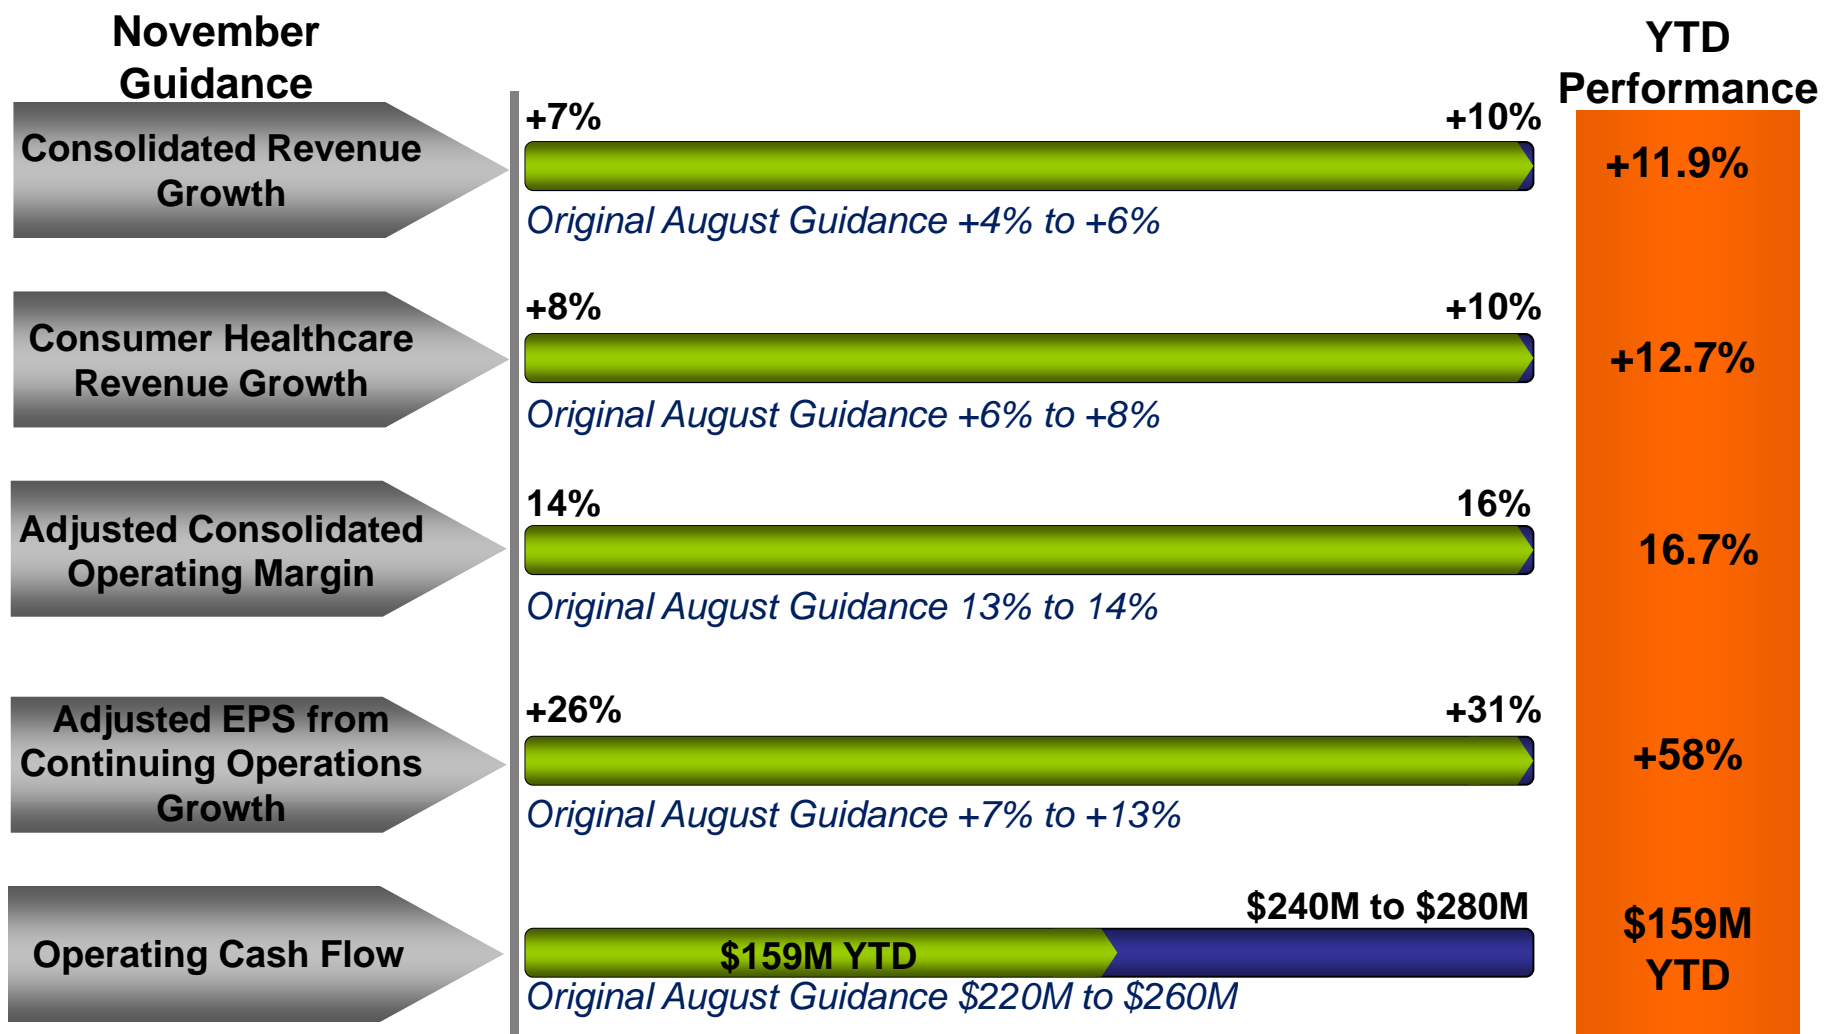 November
Guidance
YTD
Performance
Consolidated Revenue
Growth
+7%
+10%
Original August Guidance +4% to +6%
+11.9%
Consumer Healthcare
Revenue Growth
+8%
+10%
Original August Guidance +6% to +8%
+12.7%
Adjusted Consolidated
Operating Margin
14%
16%
Original August Guidance 13% to 14%
16.7%
Adjusted EPS from
Continuing Operations
Growth
+26%
+31%
Original August Guidance +7% to +13%
+58%
Operating Cash Flow
$240M to $280M
$159M YTD
Original August Guidance $220M to $260M
$159M
YTD